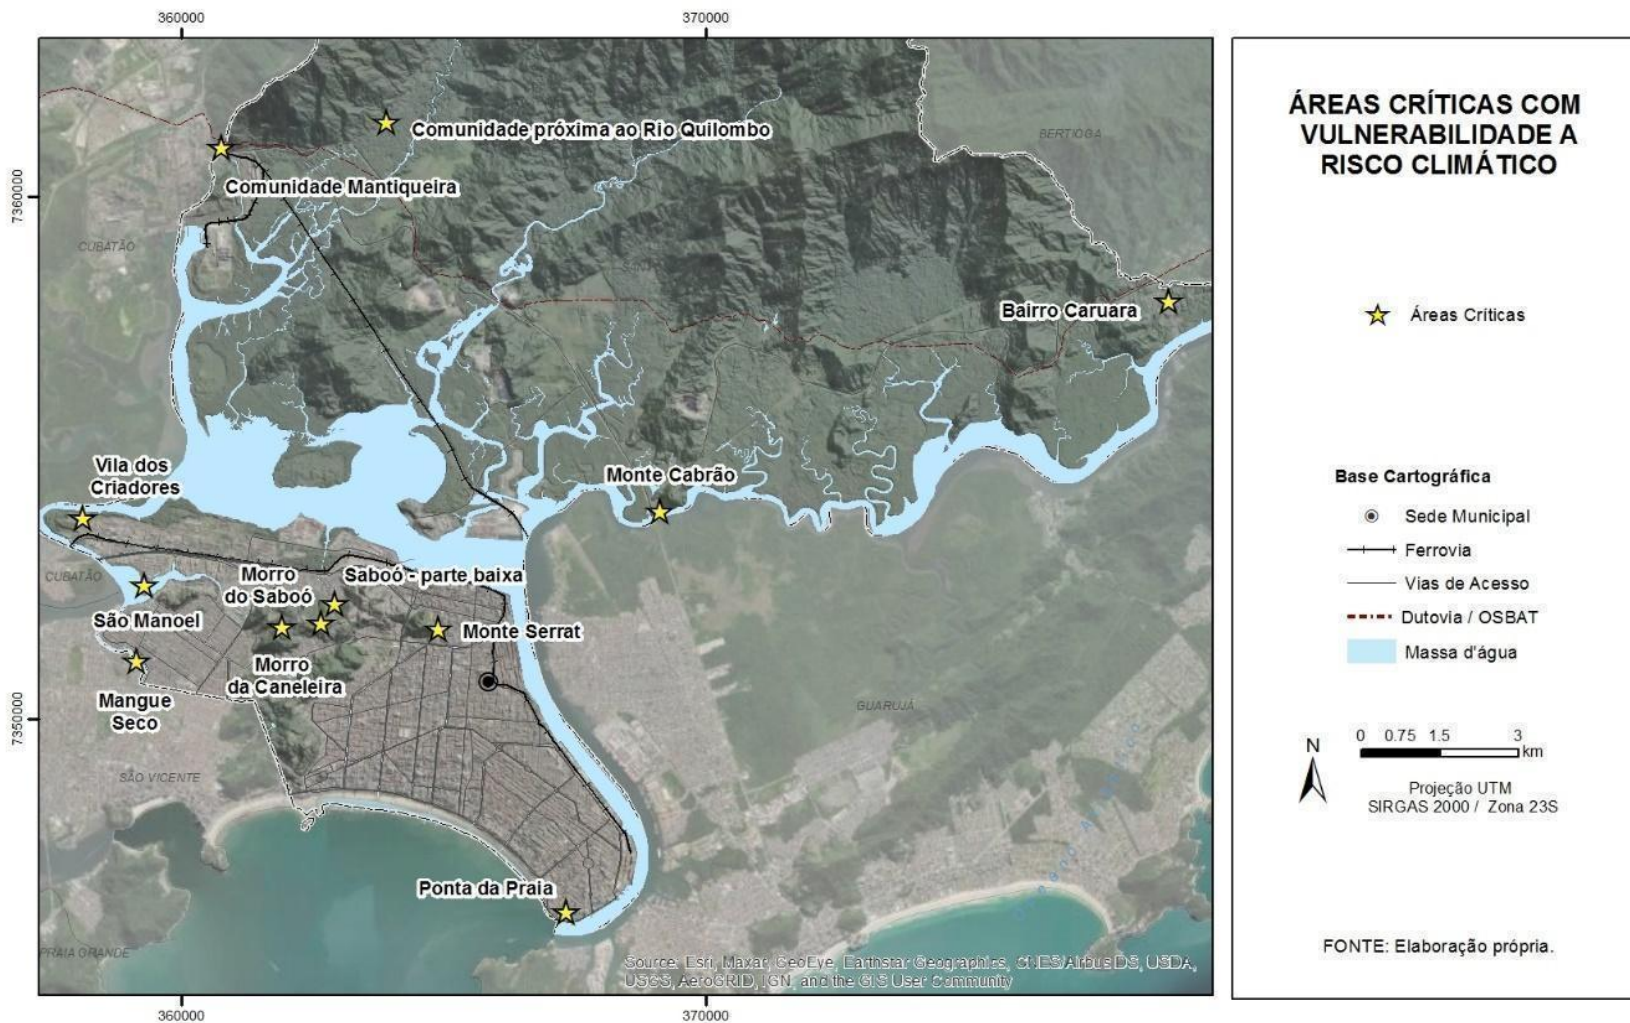 360000
370000
Comunidade próxima ao Rio Quilombo
BERTIOGA
Comunidade Mantiqueira
7360000
CUBATÃO
Bairro Caruara
Vila dos
Criadores
Monte Cabrão
CUBATÃO
Morro
do Saboó
Saboó - parte baixa
São Manoel
Monte Serrat
Morro
da Caneleira
Mangue
Seco
7350000
GUARUJÁ
SÃO VICENTE
Ponta da Praia
PRAIA GRANDE
Source: Esri, Maxar, GeoEye, Earthstar Geographics, CNES/Airbus DS, USDA,
USGS, AeroGRID, IGN, and the GIS User Community
360000
370000
ÁREAS CRÍTICAS COM
VULNERABILIDADE A
RISCO CLIMÁTICO
Áreas Críticas
Base Cartográfica
Sede Municipal
Ferrovia
Vias de Acesso
Dutovia / OSBAT
Massa d'água
N
0 0.75 1.5 3
km
Projeção UTM
SIRGAS 2000 / Zona 23S
FONTE: Elaboração própria.